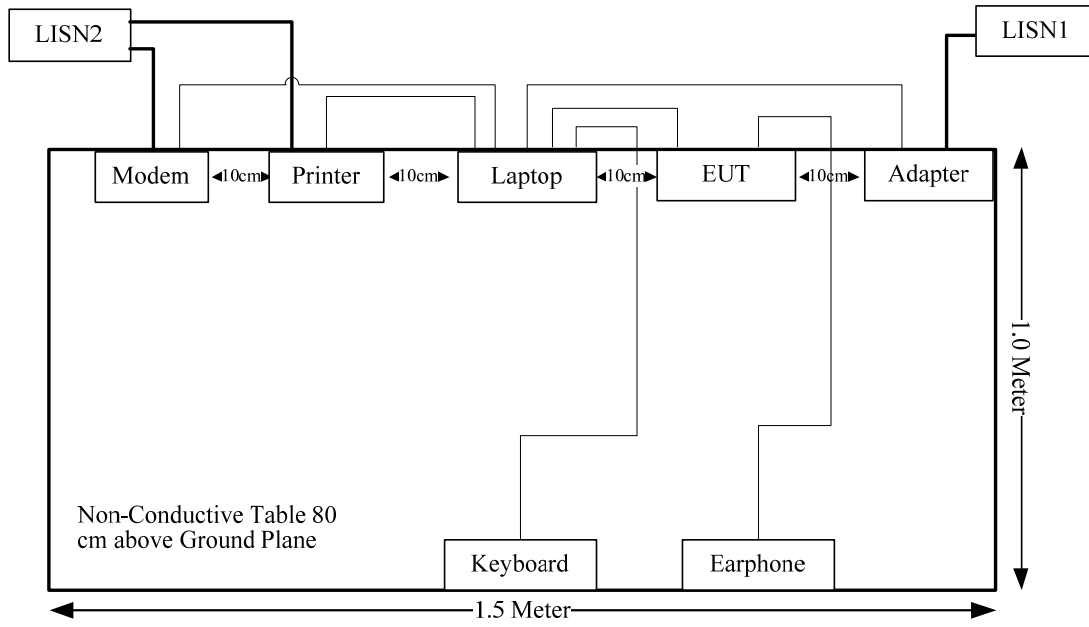 LISN2
LISN1
Modem
10cm
Printer
10cm
Laptop
10cm
EUT
10cm
Adapter
1.0 Meter
Non-Conductive Table 80
cm above Ground Plane
Keyboard
Earphone
1.5 Meter